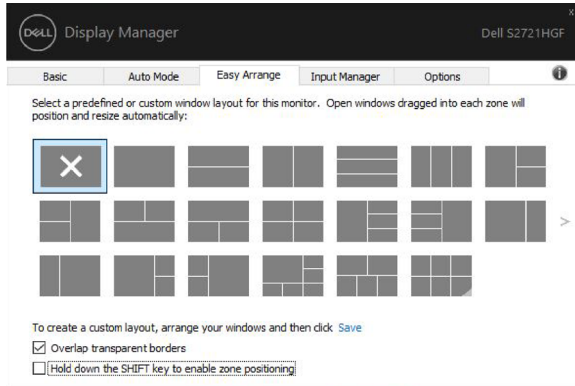 DELL Display Manager
Dell S2721HGF
x
Basic
Auto Mode
Easy Arrange
Input Manager
Options
i
Select a predefined or custom window layout for this monitor. Open windows dragged into each zone will
position and resize automatically:
>
To create a custom layout, arrange your windows and then click Save
Overlap transparent borders
Hold down the SHIFT key to enable zone positioning